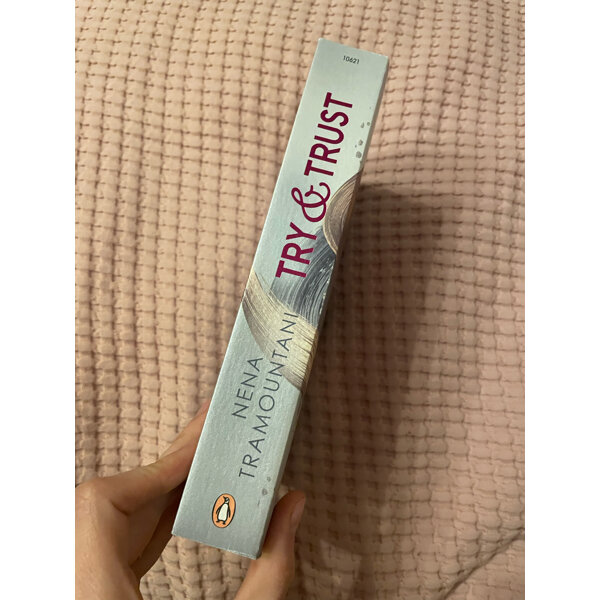 10621
TRY & TRUST
NENA
TRAMOUNTANI